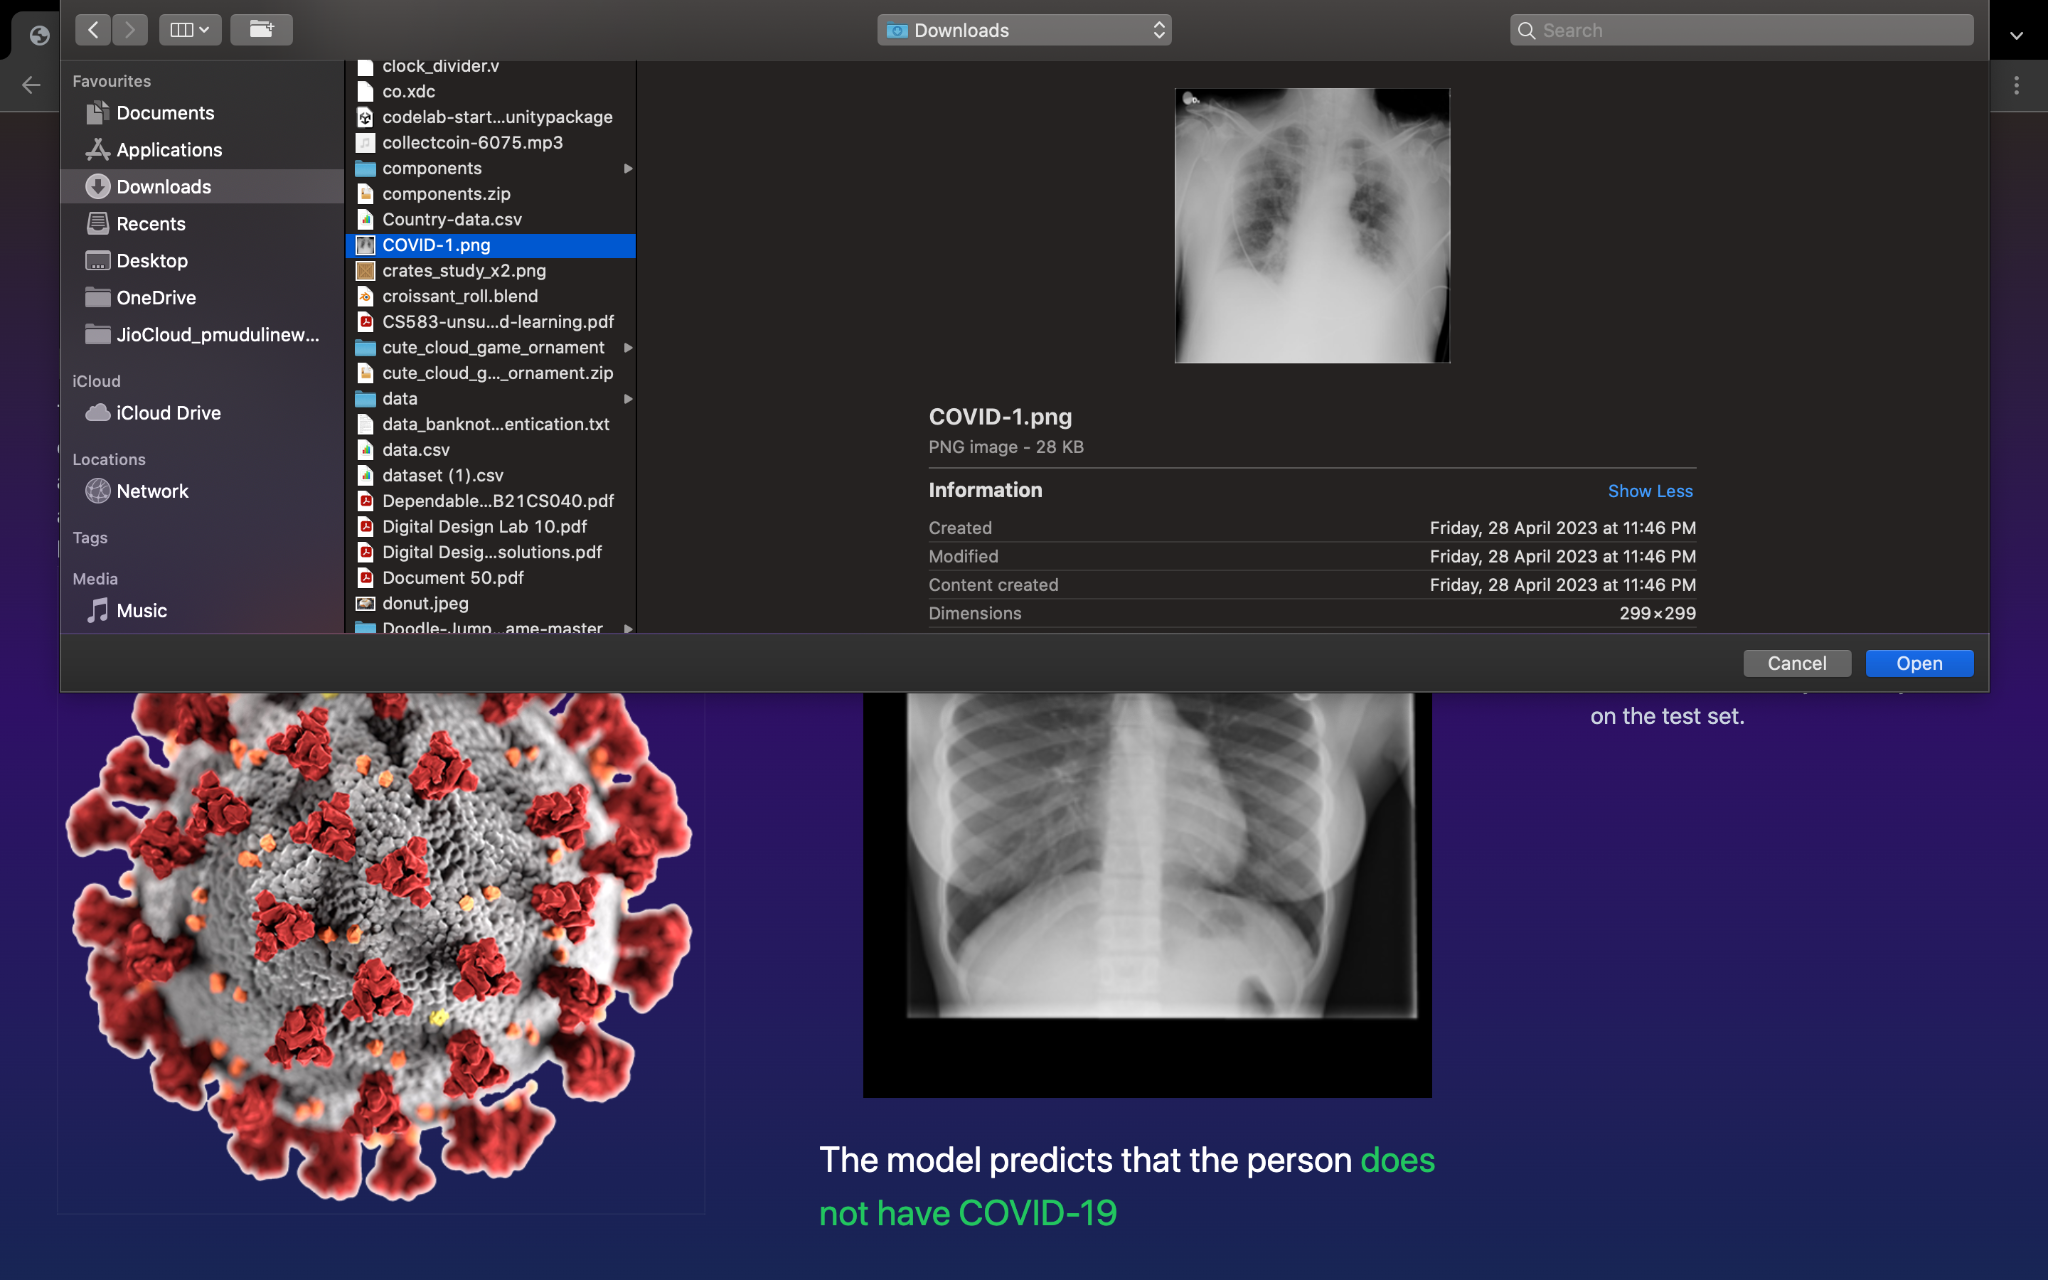 Downloads
Search
Favourites
Documents
Applications
Downloads
Recents
Desktop
OneDrive
JioCloud_pmudulinew...
iCloud
iCloud Drive
Locations
Network
Tags
Media
Music
clock_divider.v
co.xdc
codelab-start...unitypackage
collectcoin-6075.mp3
components
components.zip
Country-data.csv
COVID-1.png
crates_study_x2.png
croissant_roll.blend
CS583-unsu...d-learning.pdf
cute_cloud_game_ornament
cute_cloud_g..._ornament.zip
data
data_banknot...entication.txt
data.csv
dataset (1).csv
Dependable...B21CS040.pdf
Digital Design Lab 10.pdf
Digital Desig...solutions.pdf
Document 50.pdf
donut.jpeg
Doodle-Jump...ame-master
COVID-1.png
PNG image - 28 KB
Information Show Less
Created Friday, 28 April 2023 at 11:46 PM
Modified Friday, 28 April 2023 at 11:46 PM
Content created Friday, 28 April 2023 at 11:46 PM
Dimensions 299×299
Cancel Open
on the test set.
The model predicts that the person does
not have COVID-19